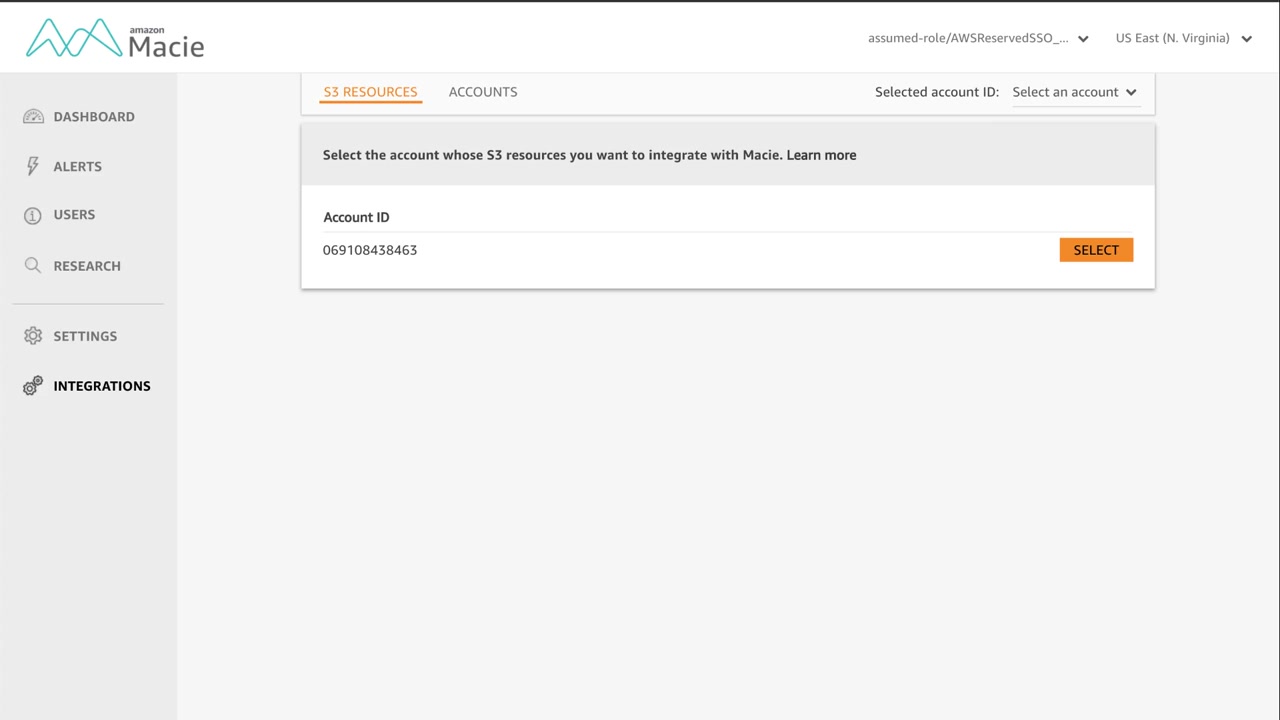 amazon
Macie
assumed-role/AWSReservedSSO_...
US East (N. Virginia)
S3 RESOURCES
ACCOUNTS
Selected account ID:
Select an account
DASHBOARD
ALERTS
USERS
RESEARCH
SETTINGS
INTEGRATIONS
Select the account whose S3 resources you want to integrate with Macie. Learn more
Account ID
069108438463
SELECT